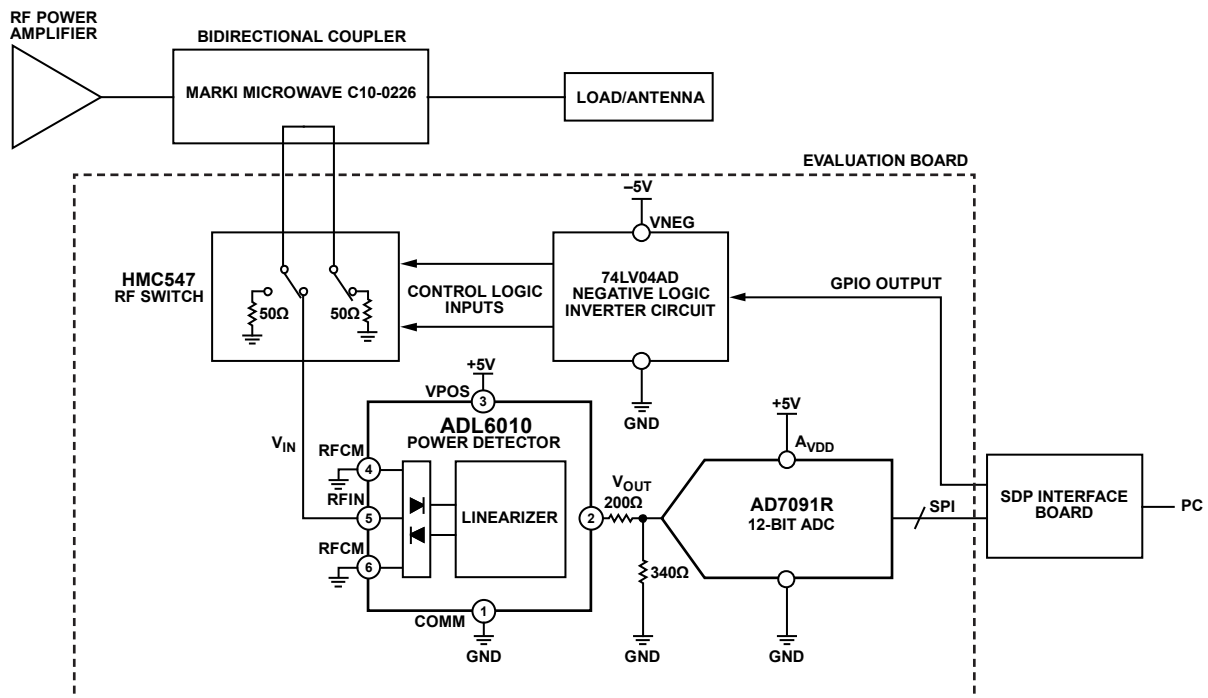 RF POWER
AMPLIFIER
BIDIRECTIONAL COUPLER
MARKI MICROWAVE C10-0226
LOAD/ANTENNA
EVALUATION BOARD
–5V
VNEG
HMC547
RF SWITCH
50Ω
50Ω
CONTROL LOGIC
INPUTS
74LV04AD
NEGATIVE LOGIC
INVERTER CIRCUIT
GPIO OUTPUT
GND
+5V
VPOS
3
ADL6010
POWER DETECTOR
VIN
RFCM
4
RFIN
5
RFCM
6
LINEARIZER
2
COMM
1
GND
VOUT
200Ω
340Ω
GND
+5V
AVDD
AD7091R
12-BIT ADC
GND
SPI
SDP INTERFACE
BOARD
PC